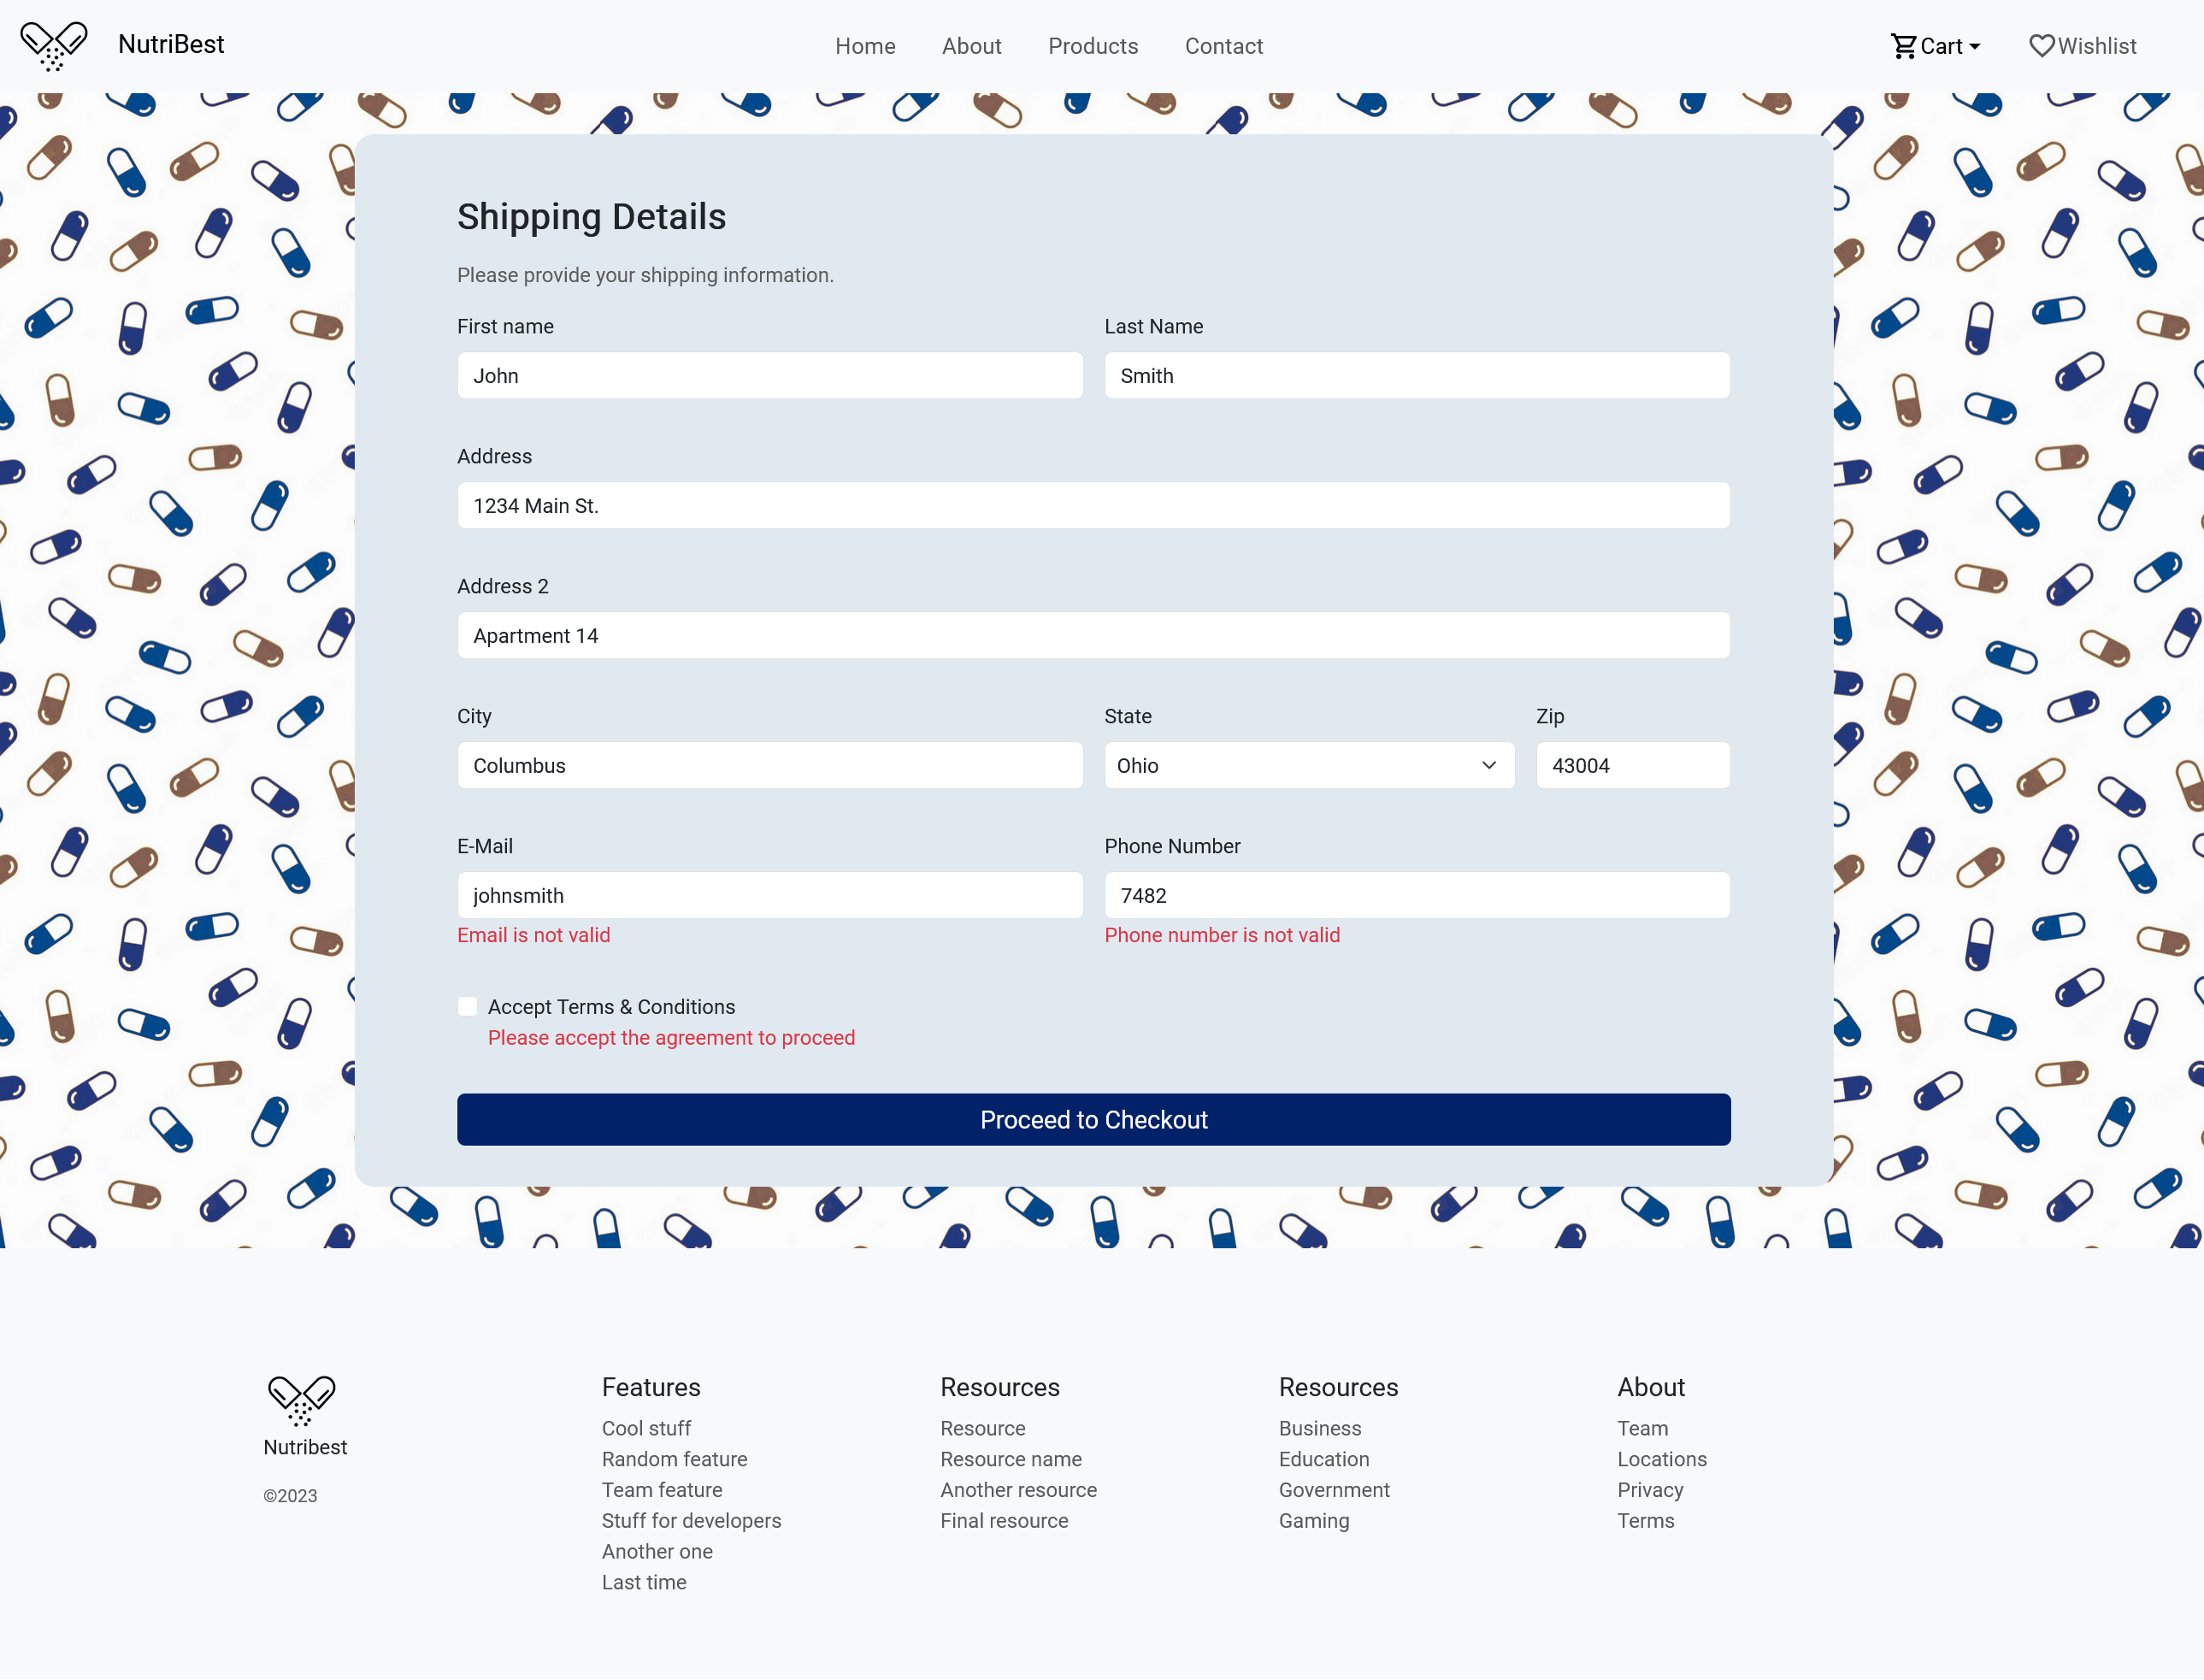 NutriBest
Home About Products Contact
Cart Wishlist
Shipping Details
Please provide your shipping information.
First name Last Name
John Smith
Address
1234 Main St.
Address 2
Apartment 14
City State Zip
Columbus Ohio 43004
E-Mail Phone Number
johnsmith 7482
Email is not valid Phone number is not valid
Accept Terms & Conditions
Please accept the agreement to proceed
Proceed to Checkout
Nutribest
©2023
Features
Cool stuff
Random feature
Team feature
Stuff for developers
Another one
Last time
Resources
Resource
Resource name
Another resource
Final resource
Resources
Business
Education
Government
Gaming
About
Team
Locations
Privacy
Terms